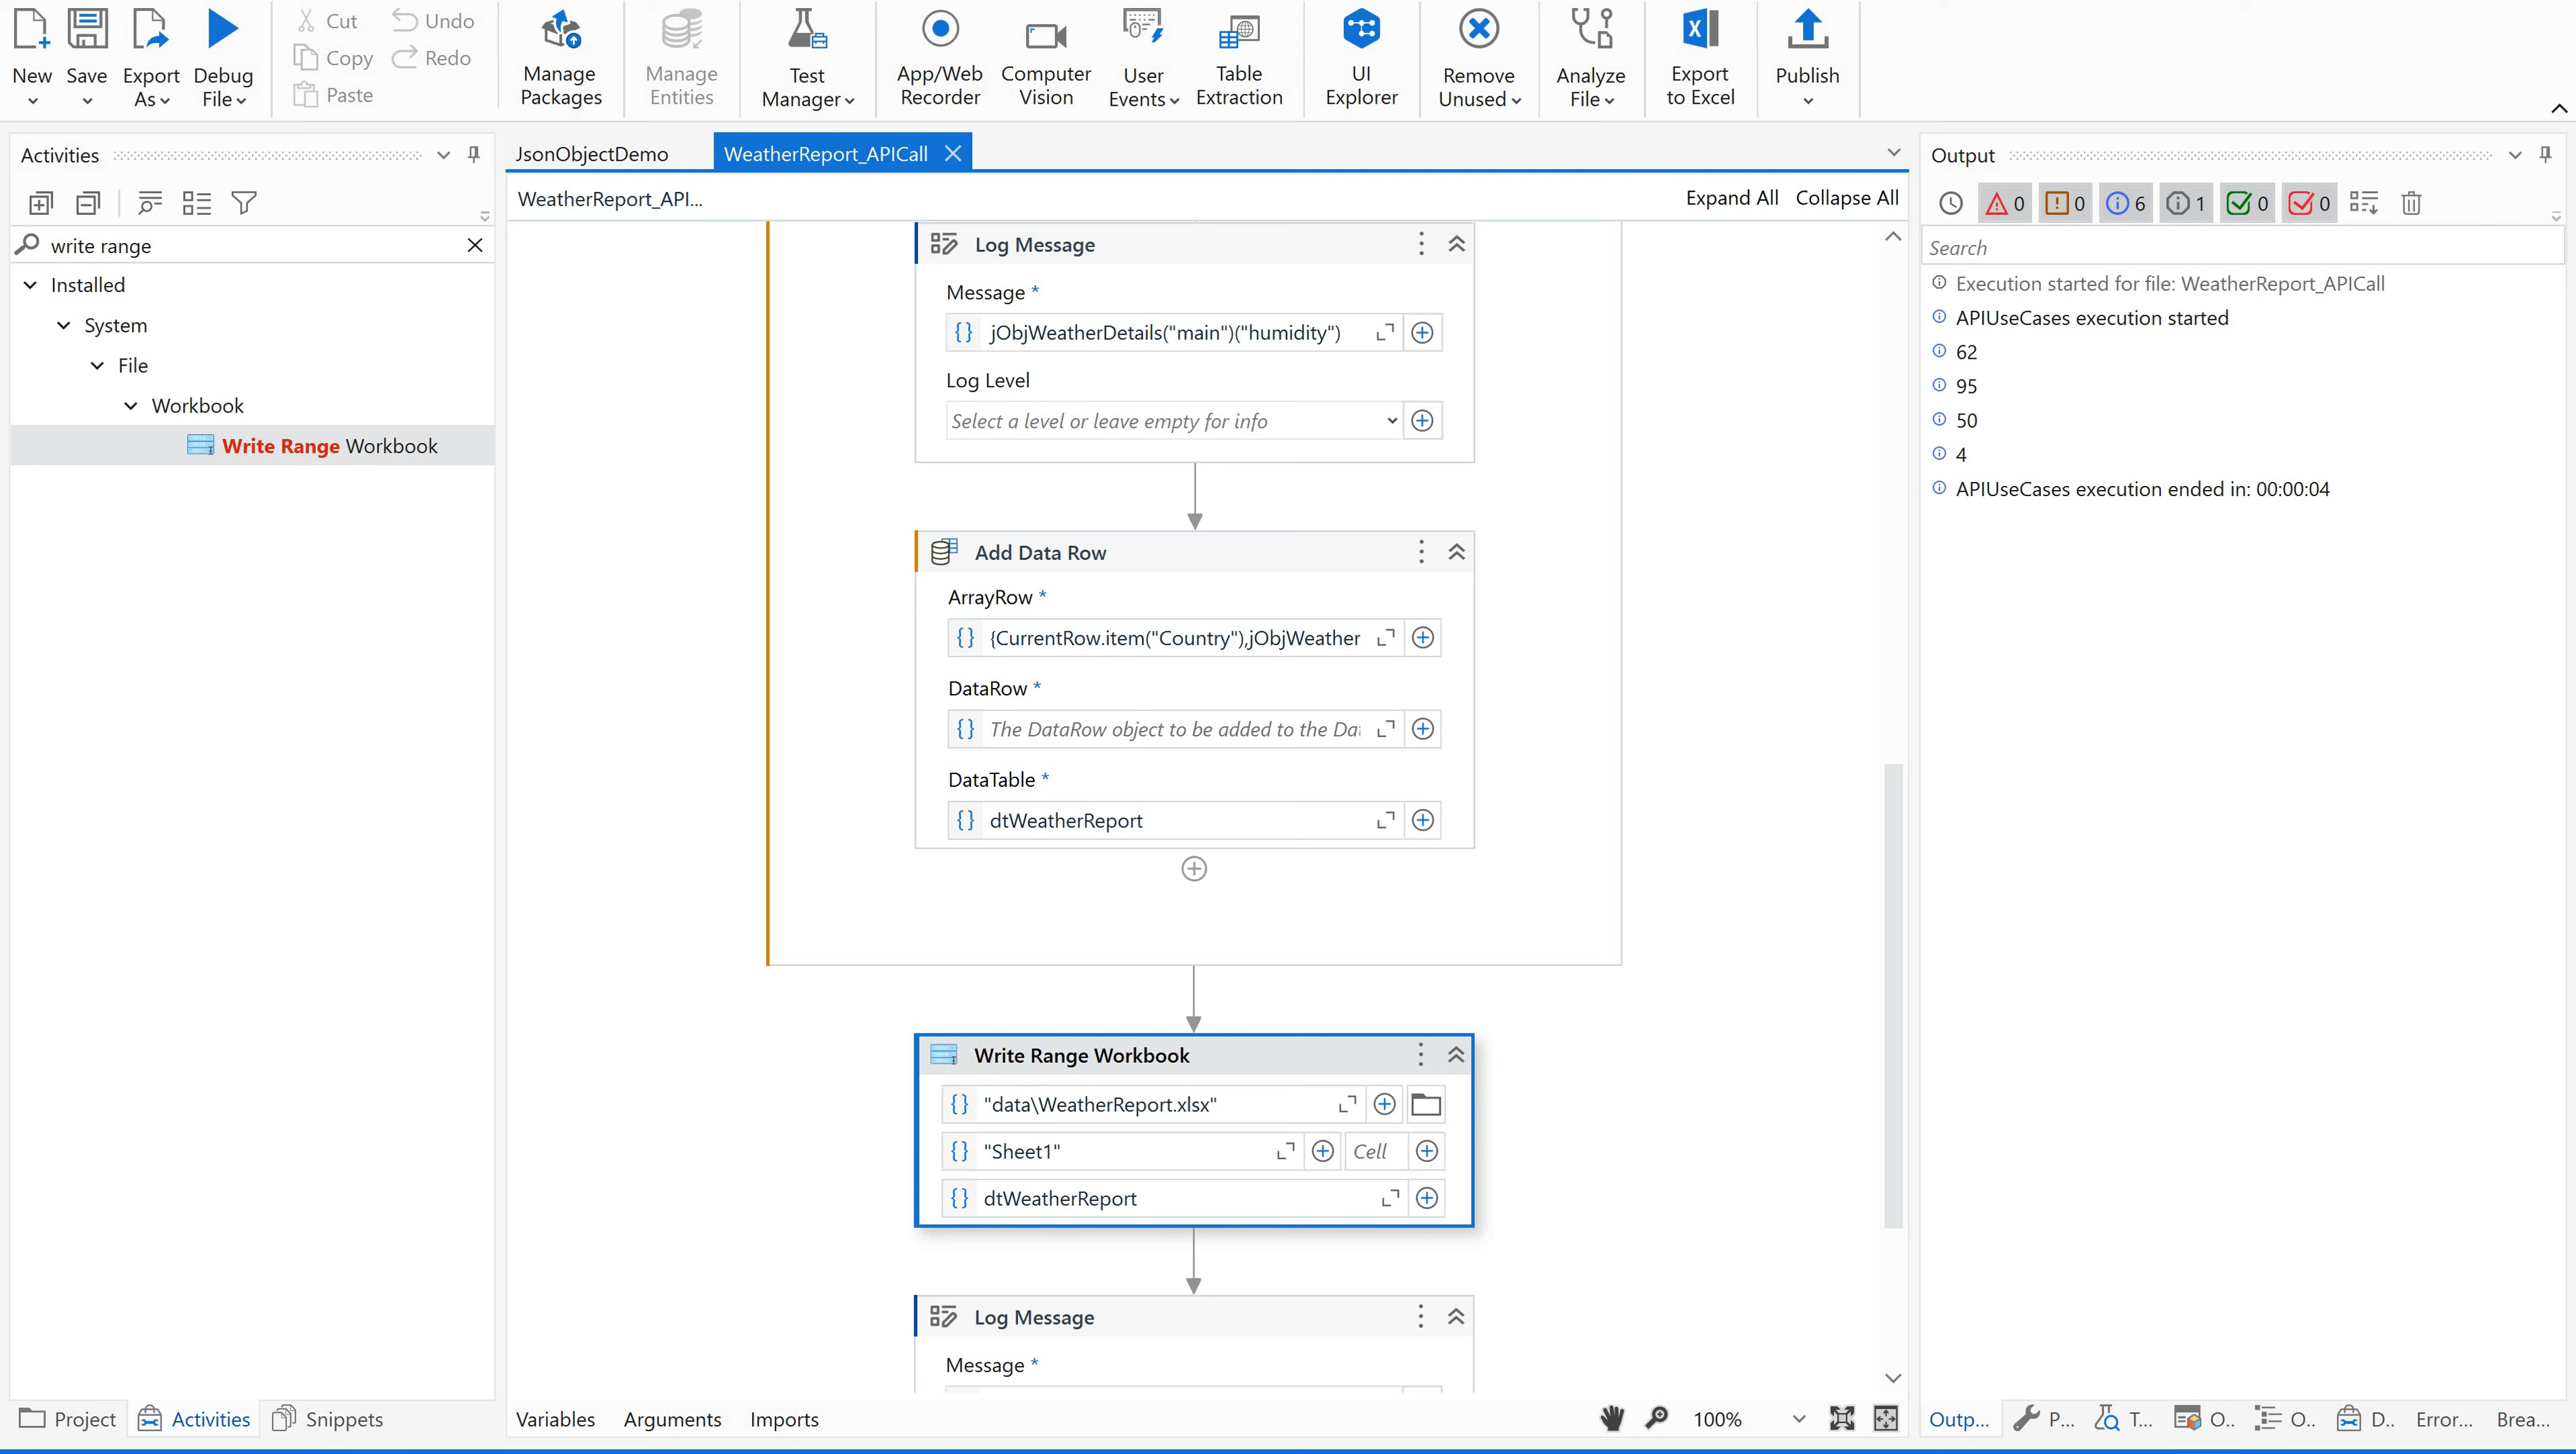 New
Save
Export
As
Debug
File
Cut
Copy
Paste
Undo
Redo
Manage
Packages
Manage
Entities
Test
Manager
App/Web
Recorder
Computer
Vision
User
Events
Table
Extraction
UI
Explorer
Remove
Unused
Analyze
File
Export
to Excel
Publish
Activities
write range
Installed
System
File
Workbook
Write Range Workbook
Project
Activities
Snippets
JsonObjectDemo
WeatherReport_APICall
WeatherReport_API...
Expand All
Collapse All
Log Message
Message *
{} jObjWeatherDetails("main")("humidity")
Log Level
Select a level or leave empty for info
Add Data Row
ArrayRow *
{} {CurrentRow.item("Country"),jObjWeather
DataRow *
{} The DataRow object to be added to the Dat
DataTable *
{} dtWeatherReport
Write Range Workbook
{} "data\WeatherReport.xlsx"
{} "Sheet1"
Cell
{} dtWeatherReport
Log Message
Message *
Variables
Arguments
Imports
100%
Output
0
0
6
1
0
0
Search
Execution started for file: WeatherReport_APICall
APIUseCases execution started
62
95
50
4
APIUseCases execution ended in: 00:00:04
Outp...
P...
T...
O..
O..
D..
Error...
Brea...